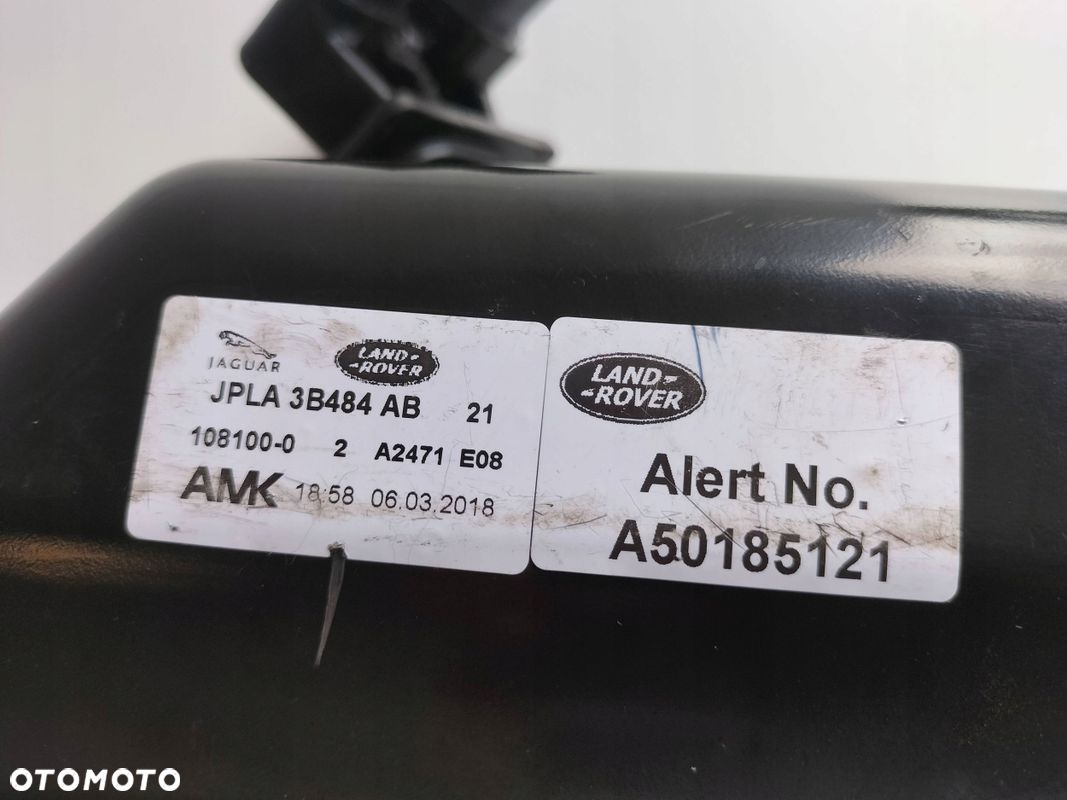 JAGUAR
LAND-
-ROVER
JPLA 3B484 AB 21
108100-0 2 A2471 E08
AMK 18:58 06.03.2018
LAND-
-ROVER
Alert No.
A50185121
OTOMOTO